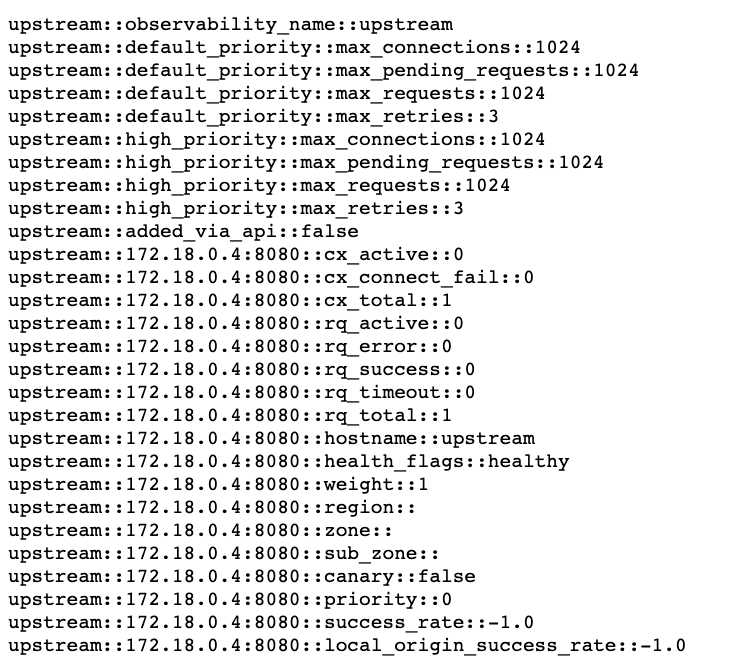 upstream::observability_name::upstream
upstream::default_priority::max_connections::1024
upstream::default_priority::max_pending_requests::1024
upstream::default_priority::max_requests::1024
upstream::default_priority::max_retries::3
upstream::high_priority::max_connections::1024
upstream::high_priority::max_pending_requests::1024
upstream::high_priority::max_requests::1024
upstream::high_priority::max_retries::3
upstream::added_via_api::false
upstream::172.18.0.4:8080::cx_active::0
upstream::172.18.0.4:8080::cx_connect_fail::0
upstream::172.18.0.4:8080::cx_total::1
upstream::172.18.0.4:8080::rq_active::0
upstream::172.18.0.4:8080::rq_error::0
upstream::172.18.0.4:8080::rq_success::0
upstream::172.18.0.4:8080::rq_timeout::0
upstream::172.18.0.4:8080::rq_total::1
upstream::172.18.0.4:8080::hostname::upstream
upstream::172.18.0.4:8080::health_flags::healthy
upstream::172.18.0.4:8080::weight::1
upstream::172.18.0.4:8080::region::
upstream::172.18.0.4:8080::zone::
upstream::172.18.0.4:8080::sub_zone::
upstream::172.18.0.4:8080::canary::false
upstream::172.18.0.4:8080::priority::0
upstream::172.18.0.4:8080::success_rate::-1.0
upstream::172.18.0.4:8080::local_origin_success_rate::-1.0